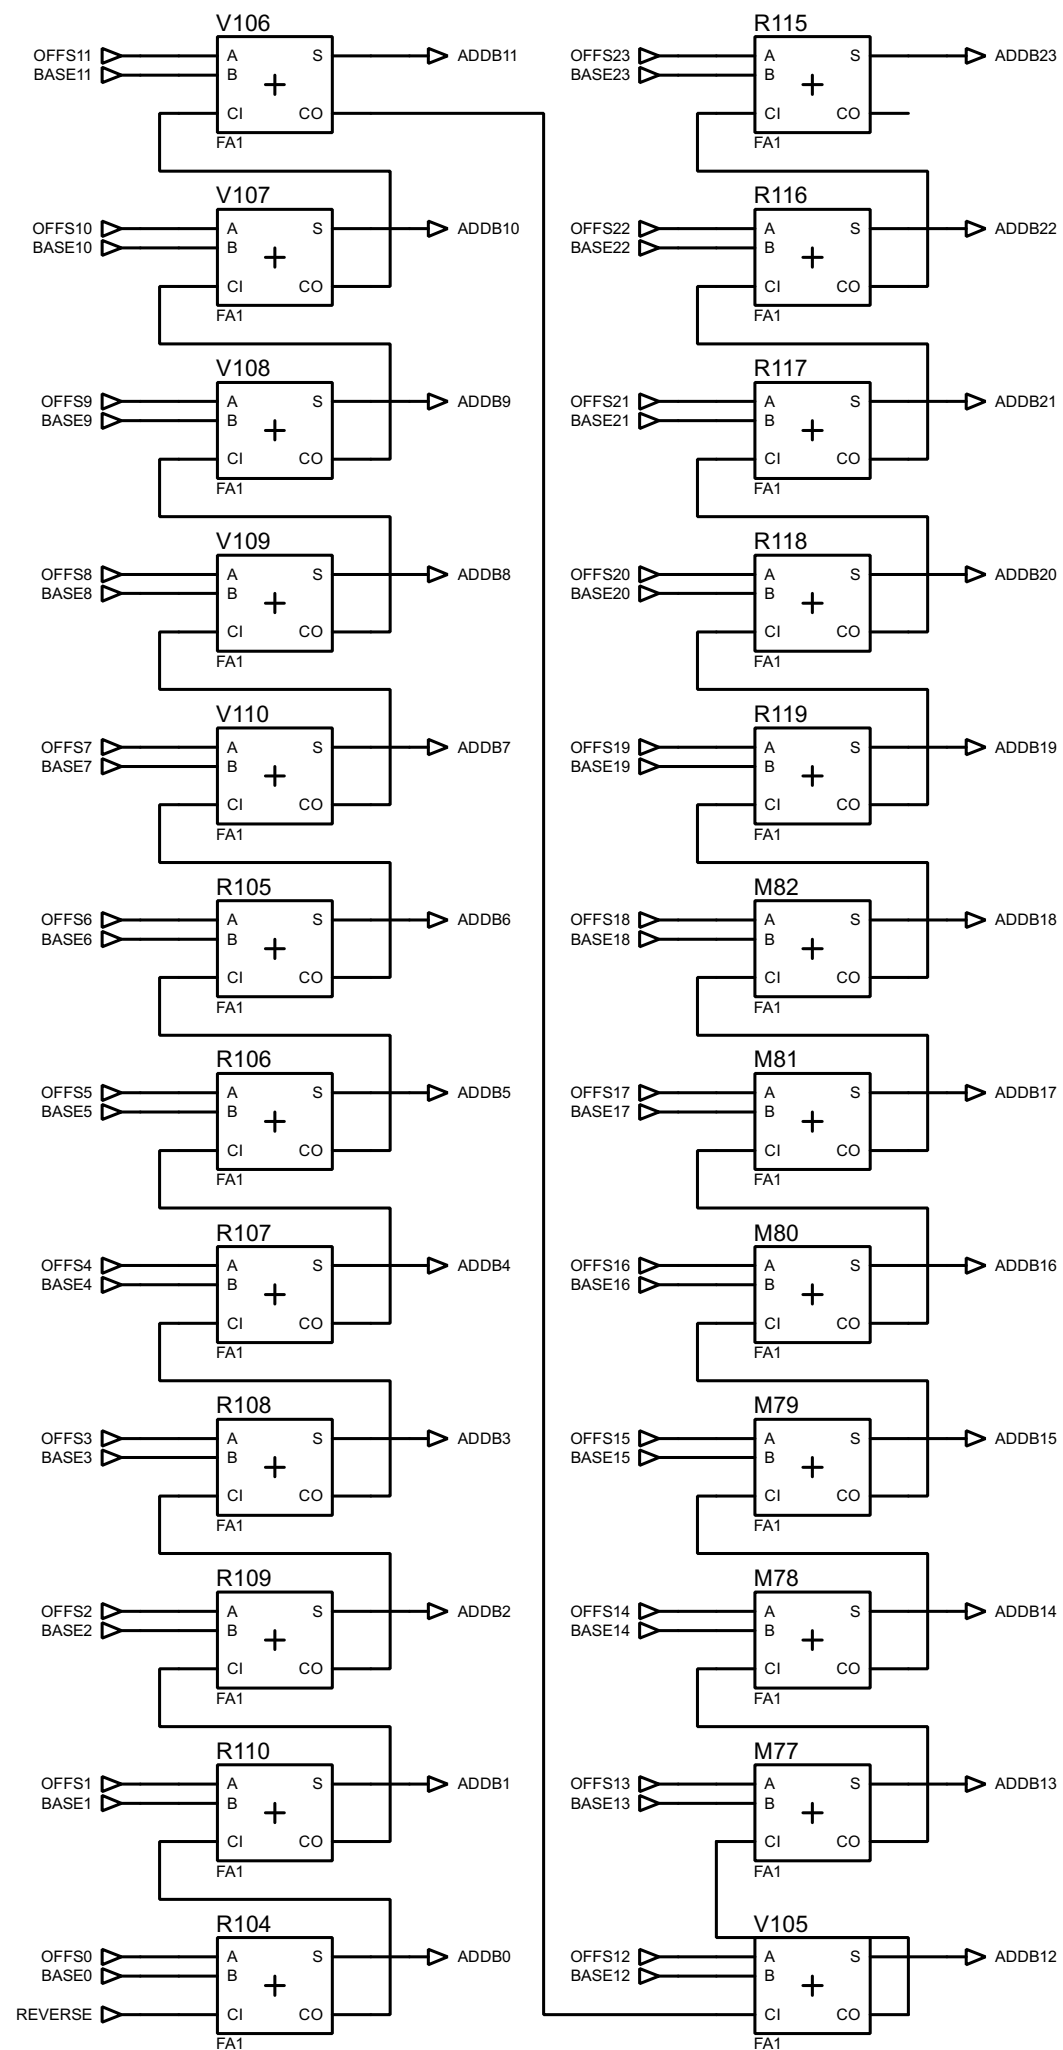 V106
OFFS11 A S ADDB11
BASE11 B
+
CI CO
FA1
V107
OFFS10 A S ADDB10
BASE10 B
+
CI CO
FA1
V108
OFFS9 A S ADDB9
BASE9 B
+
CI CO
FA1
V109
OFFS8 A S ADDB8
BASE8 B
+
CI CO
FA1
V110
OFFS7 A S ADDB7
BASE7 B
+
CI CO
FA1
R105
OFFS6 A S ADDB6
BASE6 B
+
CI CO
FA1
R106
OFFS5 A S ADDB5
BASE5 B
+
CI CO
FA1
R107
OFFS4 A S ADDB4
BASE4 B
+
CI CO
FA1
R108
OFFS3 A S ADDB3
BASE3 B
+
CI CO
FA1
R109
OFFS2 A S ADDB2
BASE2 B
+
CI CO
FA1
R110
OFFS1 A S ADDB1
BASE1 B
+
CI CO
FA1
R104
OFFS0 A S ADDB0
BASE0 B
+
REVERSE CI CO
FA1
R115
OFFS23 A S ADDB23
BASE23 B
+
CI CO
FA1
R116
OFFS22 A S ADDB22
BASE22 B
+
CI CO
FA1
R117
OFFS21 A S ADDB21
BASE21 B
+
CI CO
FA1
R118
OFFS20 A S ADDB20
BASE20 B
+
CI CO
FA1
R119
OFFS19 A S ADDB19
BASE19 B
+
CI CO
FA1
M82
OFFS18 A S ADDB18
BASE18 B
+
CI CO
FA1
M81
OFFS17 A S ADDB17
BASE17 B
+
CI CO
FA1
M80
OFFS16 A S ADDB16
BASE16 B
+
CI CO
FA1
M79
OFFS15 A S ADDB15
BASE15 B
+
CI CO
FA1
M78
OFFS14 A S ADDB14
BASE14 B
+
CI CO
FA1
M77
OFFS13 A S ADDB13
BASE13 B
+
CI CO
FA1
V105
OFFS12 A S ADDB12
BASE12 B
+
CI CO
FA1